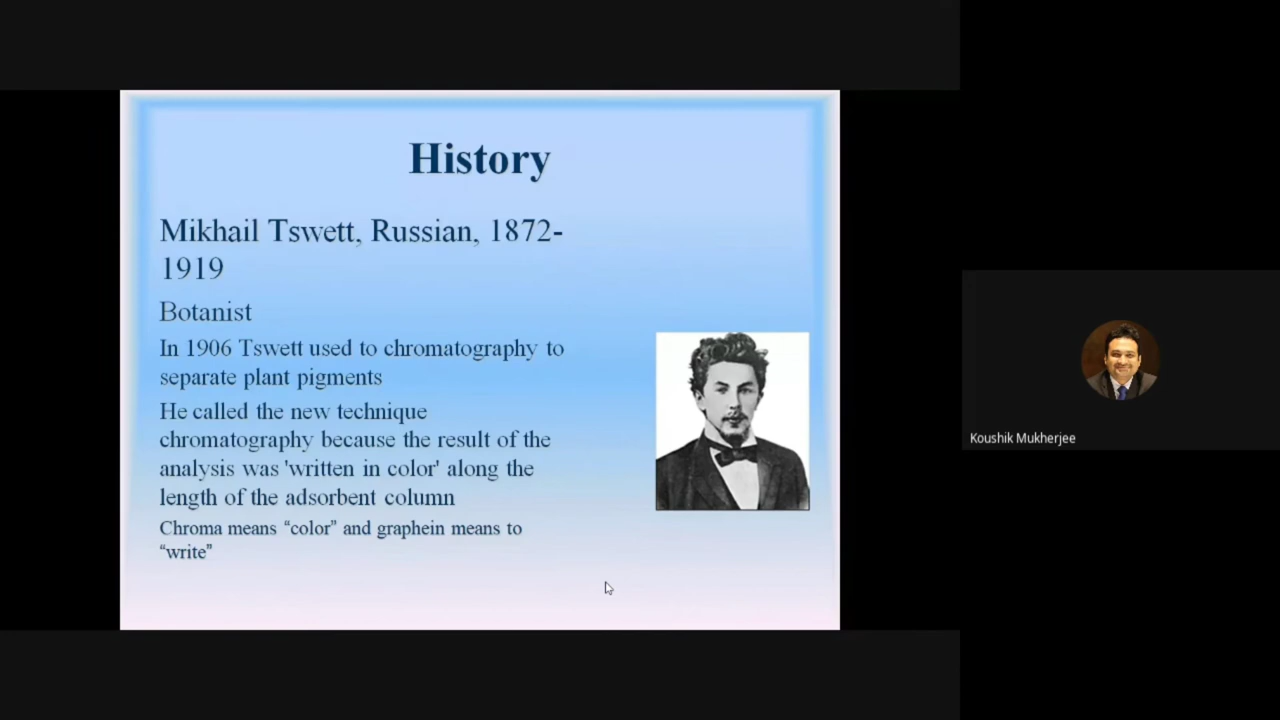 History
Mikhail Tswett, Russian, 1872-
1919
Botanist
In 1906 Tswett used to chromatography to
separate plant pigments
He called the new technique
chromatography because the result of the
analysis was 'written in color' along the
length of the adsorbent column
Chroma means “color” and graphein means to
“write”
Koushik Mukherjee